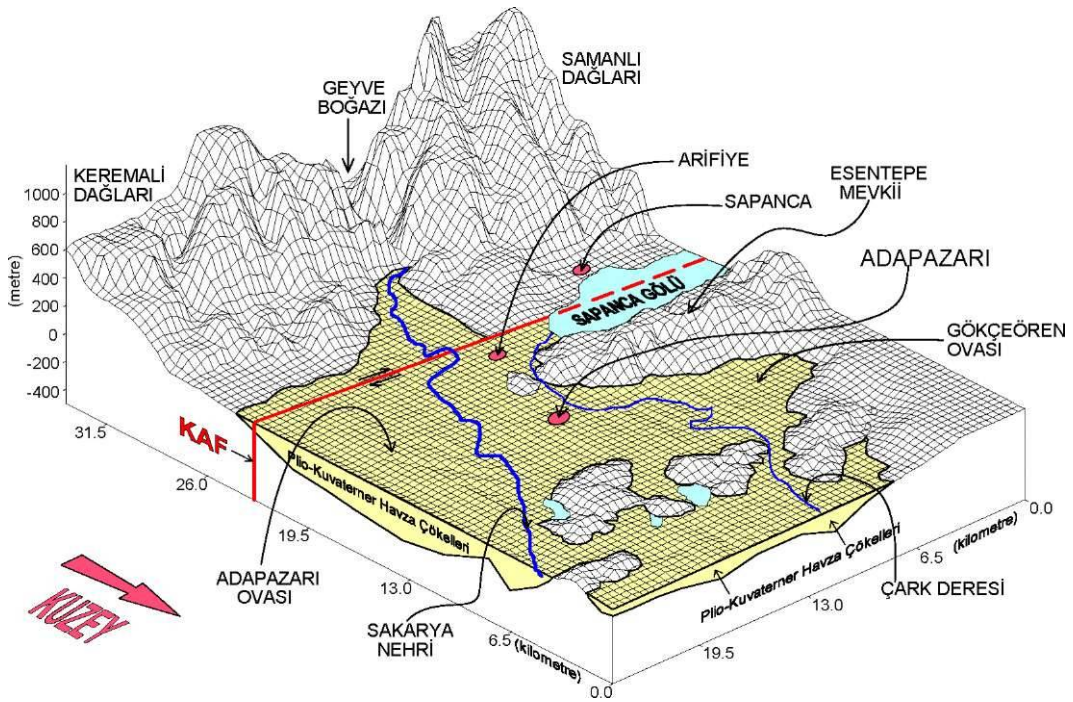 SAMANLI
DAĞLARI
GEYVE
BOĞAZI
KEREMALİ
DAĞLARI
ARİFİYE
ESENTEPE
MEVKİİ
SAPANCA
ADAPAZARI
GÖKÇEÖREN
OVASI
SAPANCA GÖLÜ
(metre)
1000
800
600
400
200
0
-200
-400
31.5
26.0
19.5
13.0
6.5
(kilometre)
0.0
KAF
Plio-Kuvaterner Havza Çökelleri
ADAPAZARI
OVASI
SAKARYA
NEHRİ
KUZEY
Plio-Kuvaterner Havza Çökelleri
ÇARK DERESİ
19.5
13.0
6.5
(kilometre)
0.0